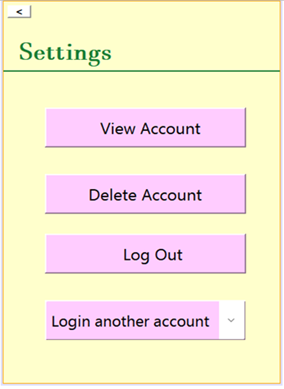 <
Settings
View Account
Delete Account
Log Out
Login another account